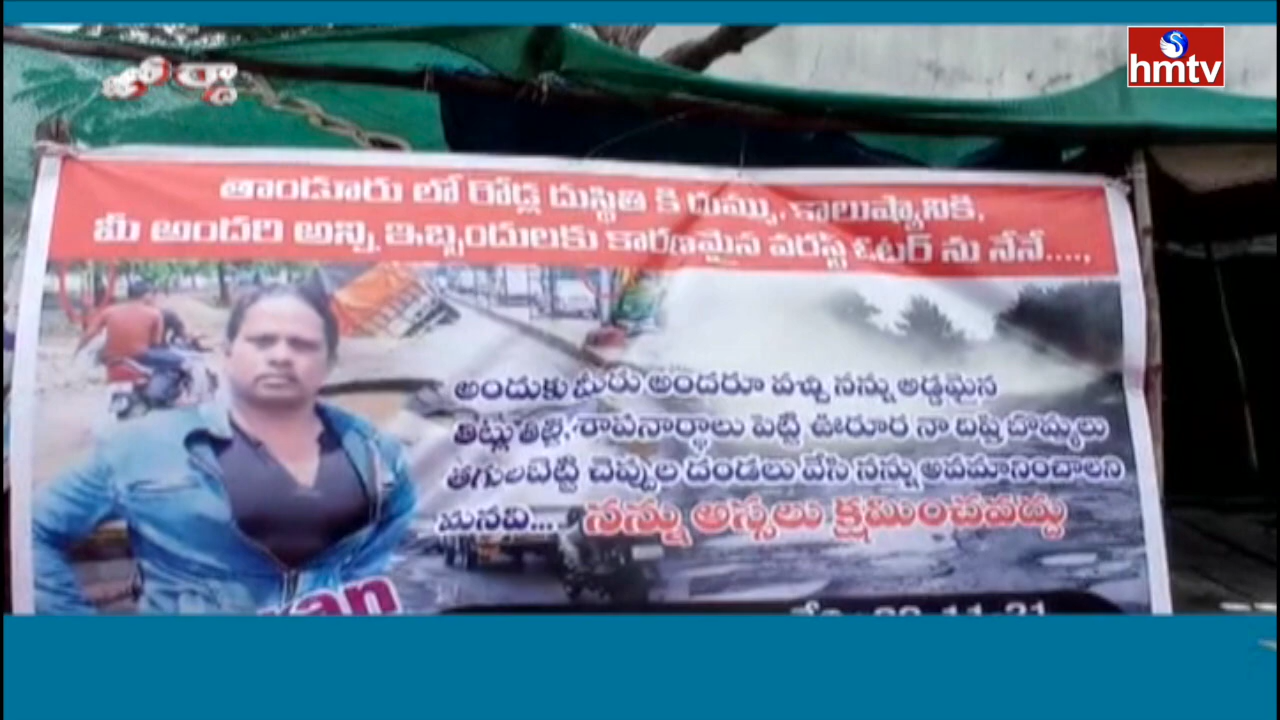 జోర్దార్
hmtv
తాండూరు లో రోడ్ల దుస్థితి కి దుమ్ము, కాలుష్యానికి,
మీ అందరి అన్ని ఇబ్బందులకు కారణమైన వరస్ట్ ఓటర్ ను నేనే....,
అందుకు మీరు అందరూ వచ్చి నన్ను అడ్డమైన
తిట్లుతిట్టి, శాపనార్థాలు పెట్టి ఊరూర నా దిష్టి బొమ్మలు
తగులబెట్టి చెప్పుల దండలు వేసి నన్ను అవమానించాలని
మనవి... నన్ను అస్సలు క్షమించవద్దు